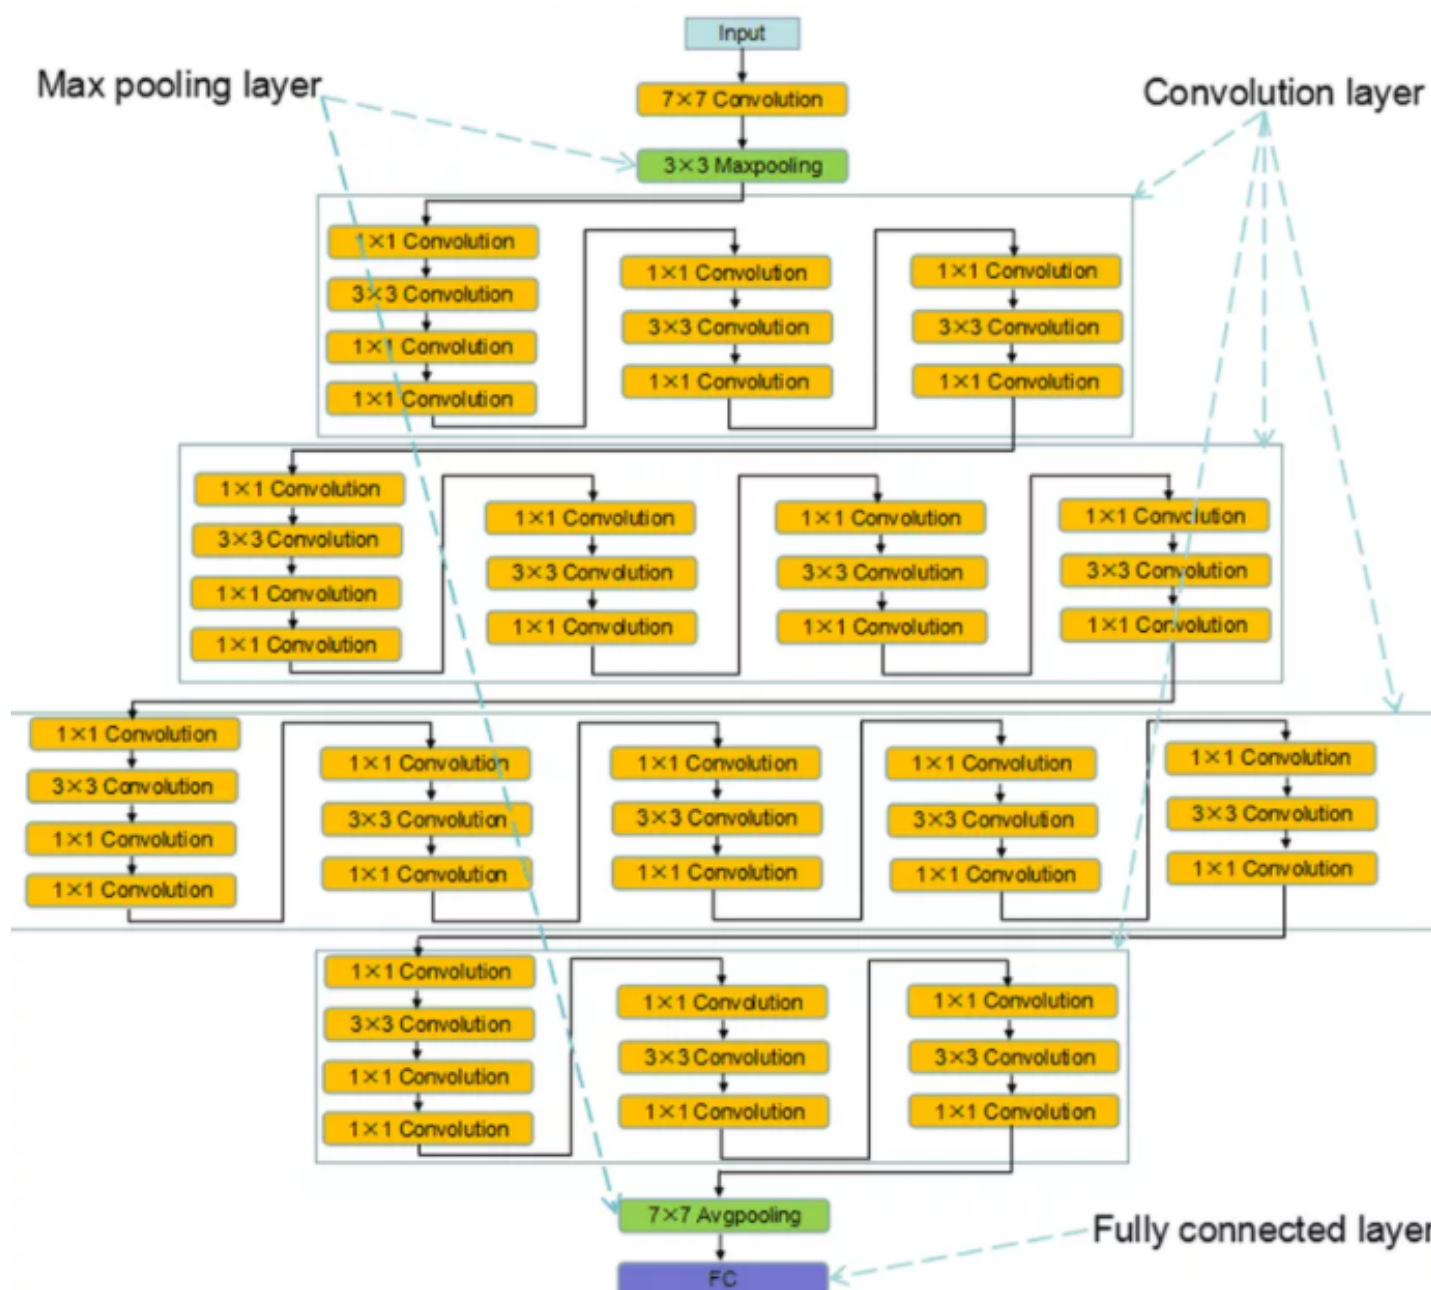 Input
Max pooling layer
7×7 Convolution
Convolution layer
3×3 Maxpooling
1×1 Convolution
3×3 Convolution
1×1 Convolution
1×1 Convolution
1×1 Convolution
3×3 Convolution
1×1 Convolution
1×1 Convolution
3×3 Convolution
1×1 Convolution
1×1 Convolution
3×3 Convolution
1×1 Convolution
1×1 Convolution
1×1 Convolution
3×3 Convolution
1×1 Convolution
1×1 Convolution
3×3 Convolution
1×1 Convolution
1×1 Convolution
3×3 Convolution
1×1 Convolution
1×1 Convolution
3×3 Convolution
1×1 Convolution
1×1 Convolution
1×1 Convolution
3×3 Convolution
1×1 Convolution
1×1 Convolution
3×3 Convolution
1×1 Convolution
1×1 Convolution
3×3 Convolution
1×1 Convolution
1×1 Convolution
3×3 Convolution
1×1 Convolution
1×1 Convolution
3×3 Convolution
1×1 Convolution
1×1 Convolution
1×1 Convolution
3×3 Convolution
1×1 Convolution
1×1 Convolution
3×3 Convolution
1×1 Convolution
7×7 Avgpooling
Fully connected layer
FC